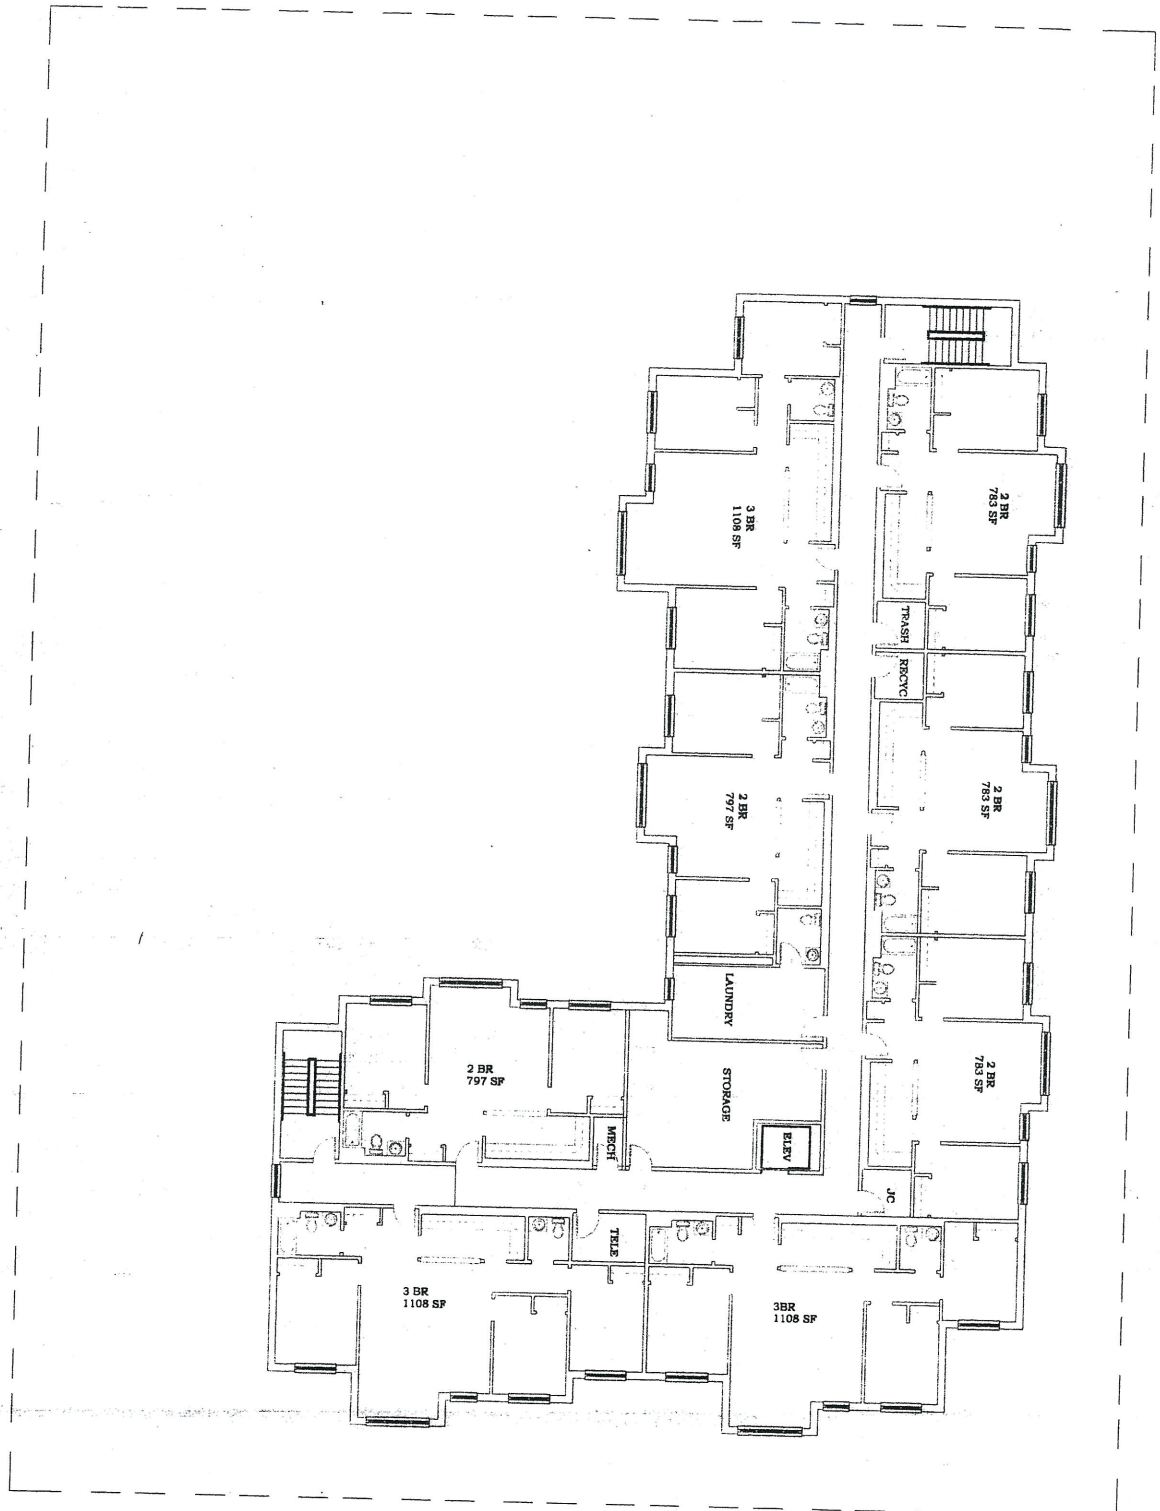 3 BR
1108 SF
2 BR
783 SF
TRASH
RECYC
2 BR
797 SF
2 BR
783 SF
LAUNDRY
STORAGE
2 BR
797 SF
2 BR
783 SF
MECH
ELEV
JC
TELE
3 BR
1108 SF
3BR
1108 SF